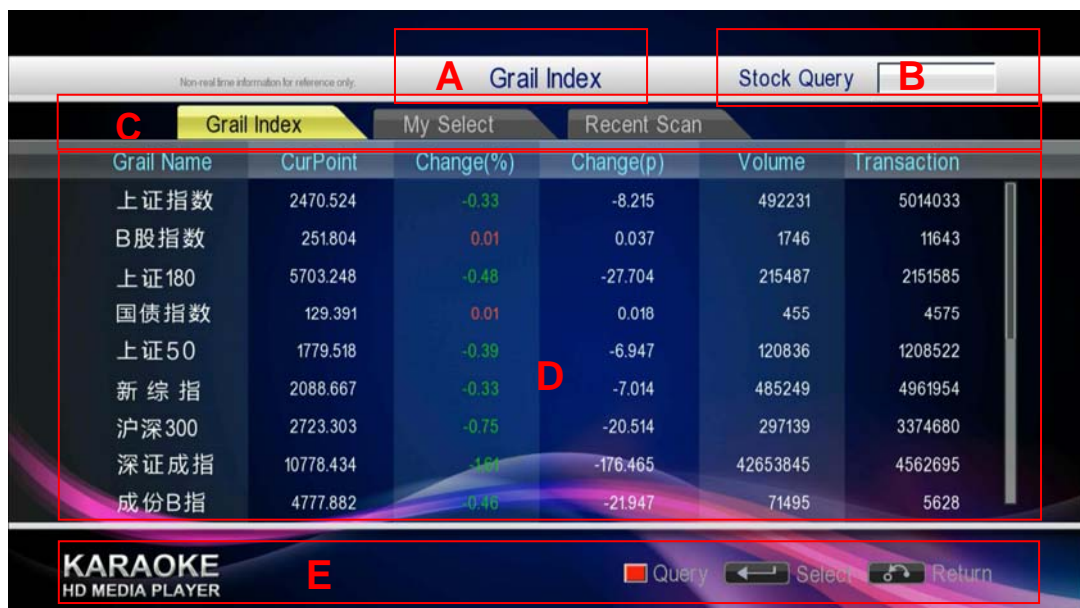 Non-real time information for reference only. A Grail Index Stock Query B
C Grail Index My Select Recent Scan
Grail Name CurPoint Change(%) Change(p) Volume Transaction
上证指数 2470.524 -0.33 -8.215 492231 5014033
B股指数 251.804 0.01 0.037 1746 11643
上证180 5703.248 -0.48 -27.704 215487 2151585
国债指数 129.391 0.01 0.018 455 4575
上证50 1779.518 -0.39 -6.947 120836 1208522
D
新综指 2088.667 -0.33 -7.014 485249 4961954
沪深300 2723.303 -0.75 -20.514 297139 3374680
深证成指 10778.434 -1.61 -176.465 42653845 4562695
成份B指 4777.882 -0.46 -21.947 71495 5628
KARAOKE
HD MEDIA PLAYER
E Query Select Return